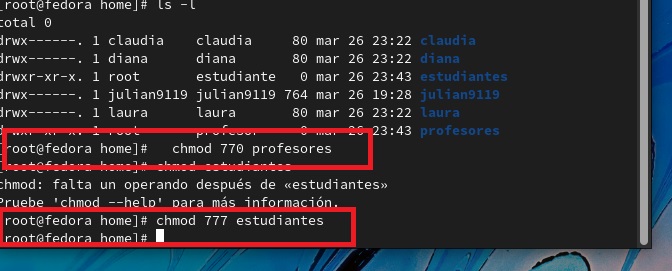 [root@fedora home]# ls -l
total 0
drwx------. 1 claudia    claudia     80 mar 26 23:22 claudia
drwx------. 1 diana      diana       80 mar 26 23:22 diana
drwxr-xr-x. 1 root       estudiante   0 mar 26 23:43 estudiantes
drwx------. 1 julian9119 julian9119 764 mar 26 19:28 julian9119
drwx------. 1 laura      laura       80 mar 26 23:22 laura
drwxr-xr-x. 1 root       profesor     0 mar 26 23:43 profesores
[root@fedora home]#   chmod 770 profesores
[root@fedora home]# chmod estudiantes
chmod: falta un operando después de «estudiantes»
Pruebe 'chmod --help' para más información.
[root@fedora home]# chmod 777 estudiantes
[root@fedora home]#